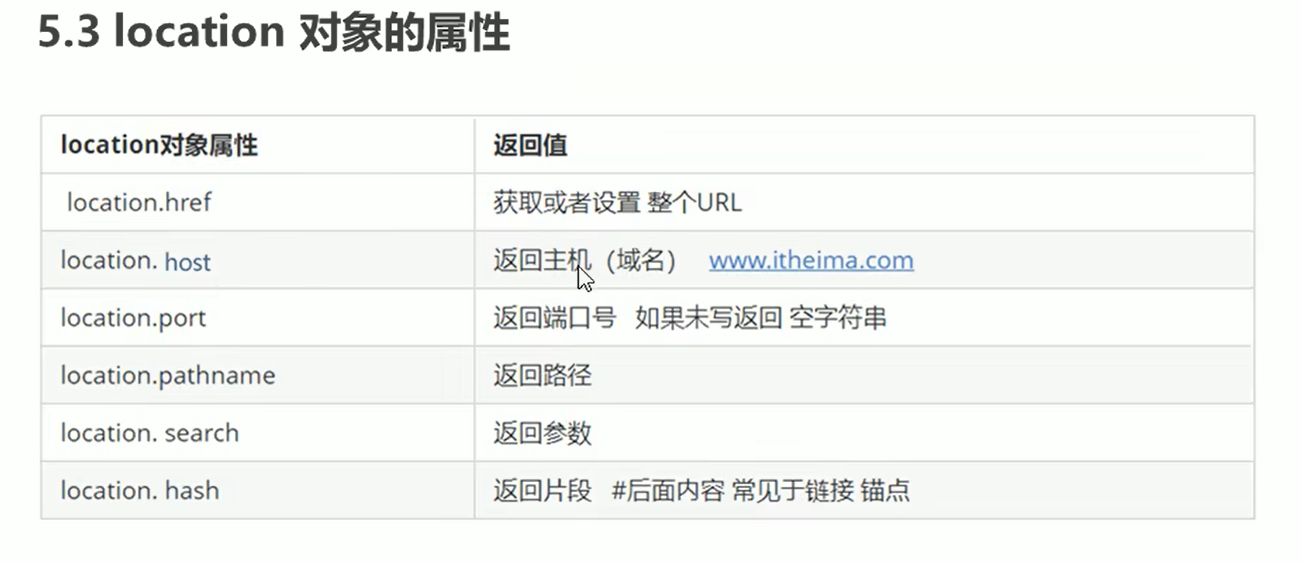 5.3 location 对象的属性
location对象属性 返回值
location.href 获取或者设置 整个URL
location. host 返回主机（域名） www.itheima.com
location.port 返回端口号 如果未写返回 空字符串
location.pathname 返回路径
location. search 返回参数
location. hash 返回片段 #后面内容 常见于链接 锚点